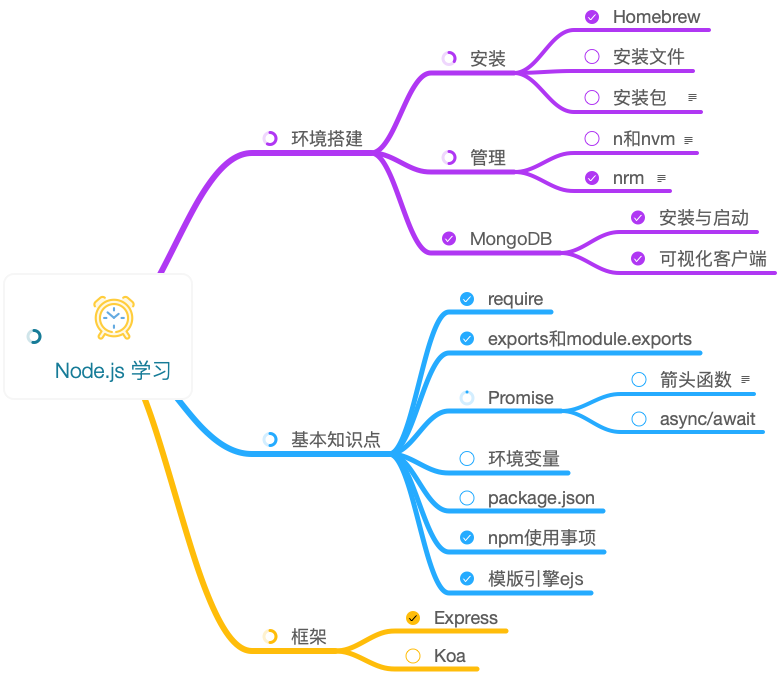 Node.js 学习
环境搭建
安装
Homebrew
安装文件
安装包
管理
n和nvm
nrm
MongoDB
安装与启动
可视化客户端
基本知识点
require
exports和module.exports
Promise
箭头函数
async/await
环境变量
package.json
npm使用事项
模版引擎ejs
框架
Express
Koa